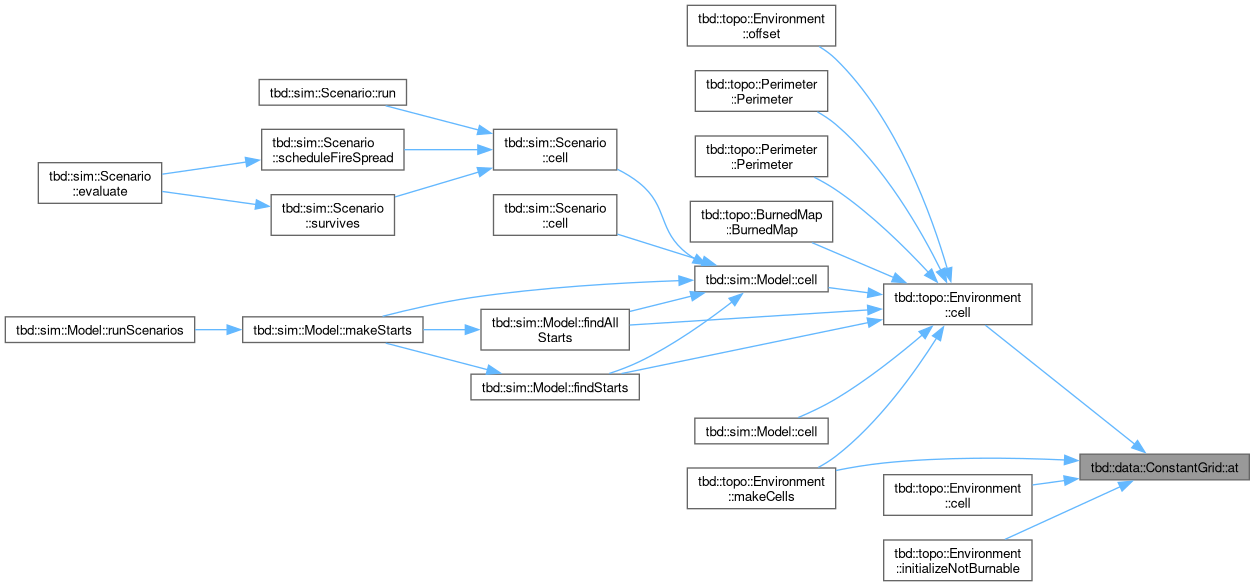 tbd::topo::Environment
::offset
tbd::topo::Perimeter
::Perimeter
tbd::sim::Scenario::run
tbd::sim::Scenario
::scheduleFireSpread
tbd::sim::Scenario
::cell
tbd::topo::Perimeter
::Perimeter
tbd::sim::Scenario
::evaluate
tbd::sim::Scenario
::survives
tbd::sim::Scenario
::cell
tbd::topo::BurnedMap
::BurnedMap
tbd::sim::Model::cell
tbd::topo::Environment
::cell
tbd::sim::Model::runScenarios
tbd::sim::Model::makeStarts
tbd::sim::Model::findAll
Starts
tbd::sim::Model::findStarts
tbd::sim::Model::cell
tbd::data::ConstantGrid::at
tbd::topo::Environment
::makeCells
tbd::topo::Environment
::cell
tbd::topo::Environment
::initializeNotBurnable